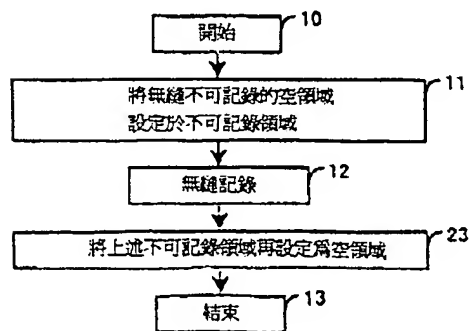 開始
10
將無縫不可記錄的空領域
設定於不可記錄領域
11
無縫記錄
12
將上述不可記錄領域再設定爲空領域
23
結束
13